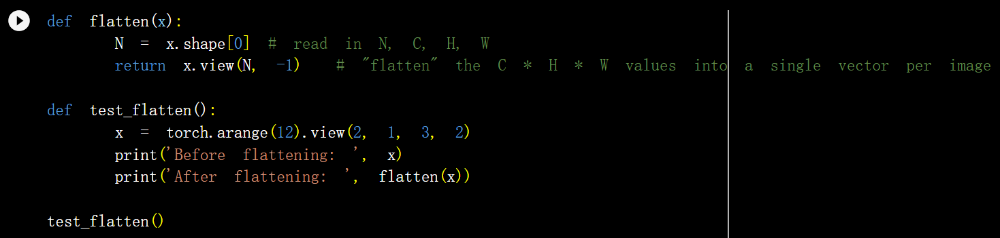 def flatten(x):
    N = x.shape[0] # read in N, C, H, W
    return x.view(N, -1)  # "flatten" the C * H * W values into a single vector per image
def test_flatten():
    x = torch.arange(12).view(2, 1, 3, 2)
    print('Before flattening: ', x)
    print('After flattening: ', flatten(x))
test_flatten()